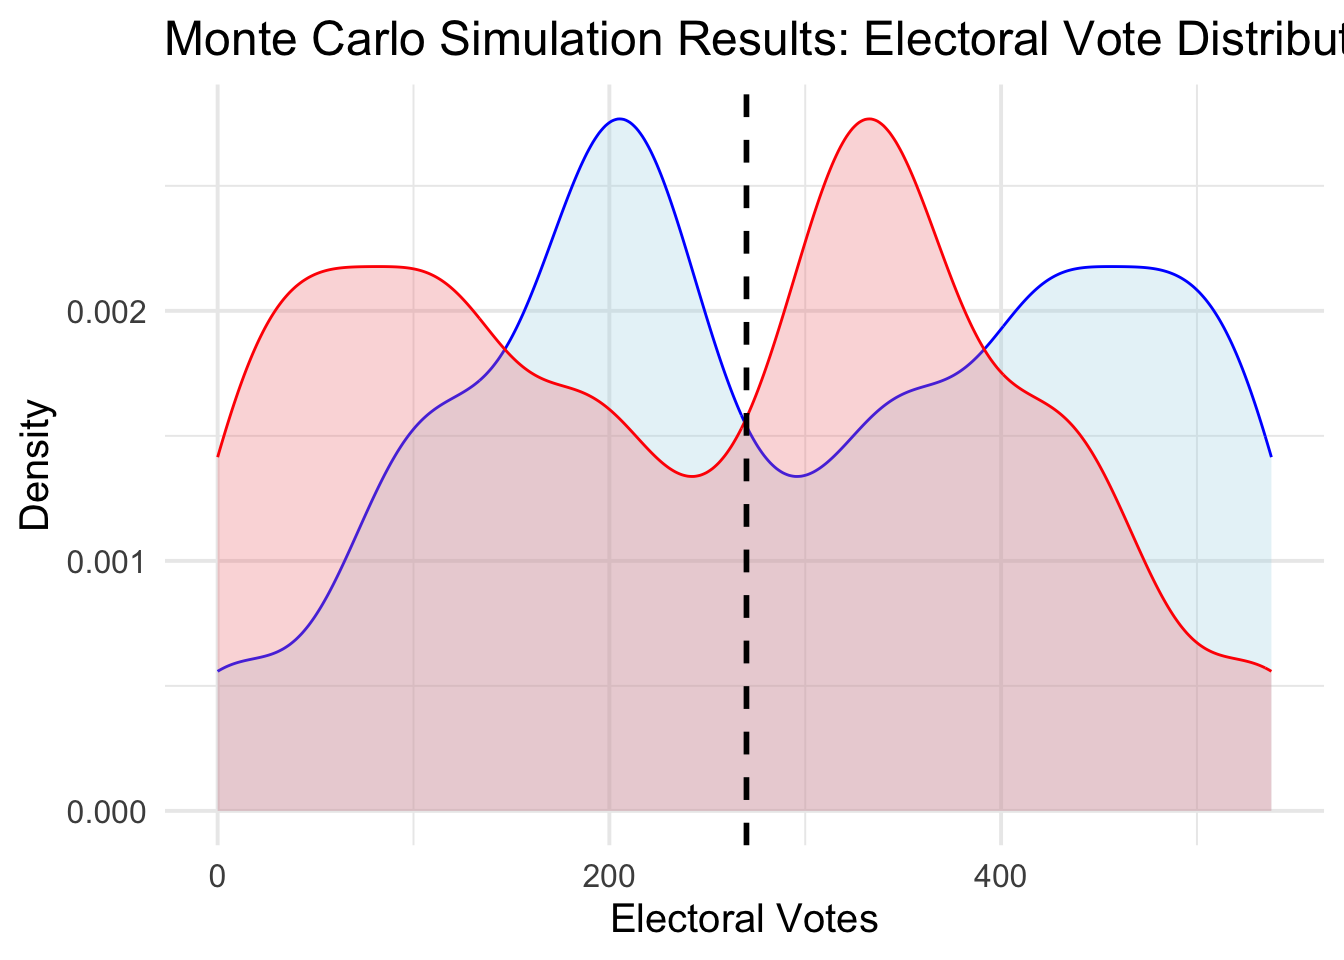 Monte Carlo Simulation Results: Electoral Vote Distribut
0.002
0.001
0.000
Density
0
200
400
Electoral Votes